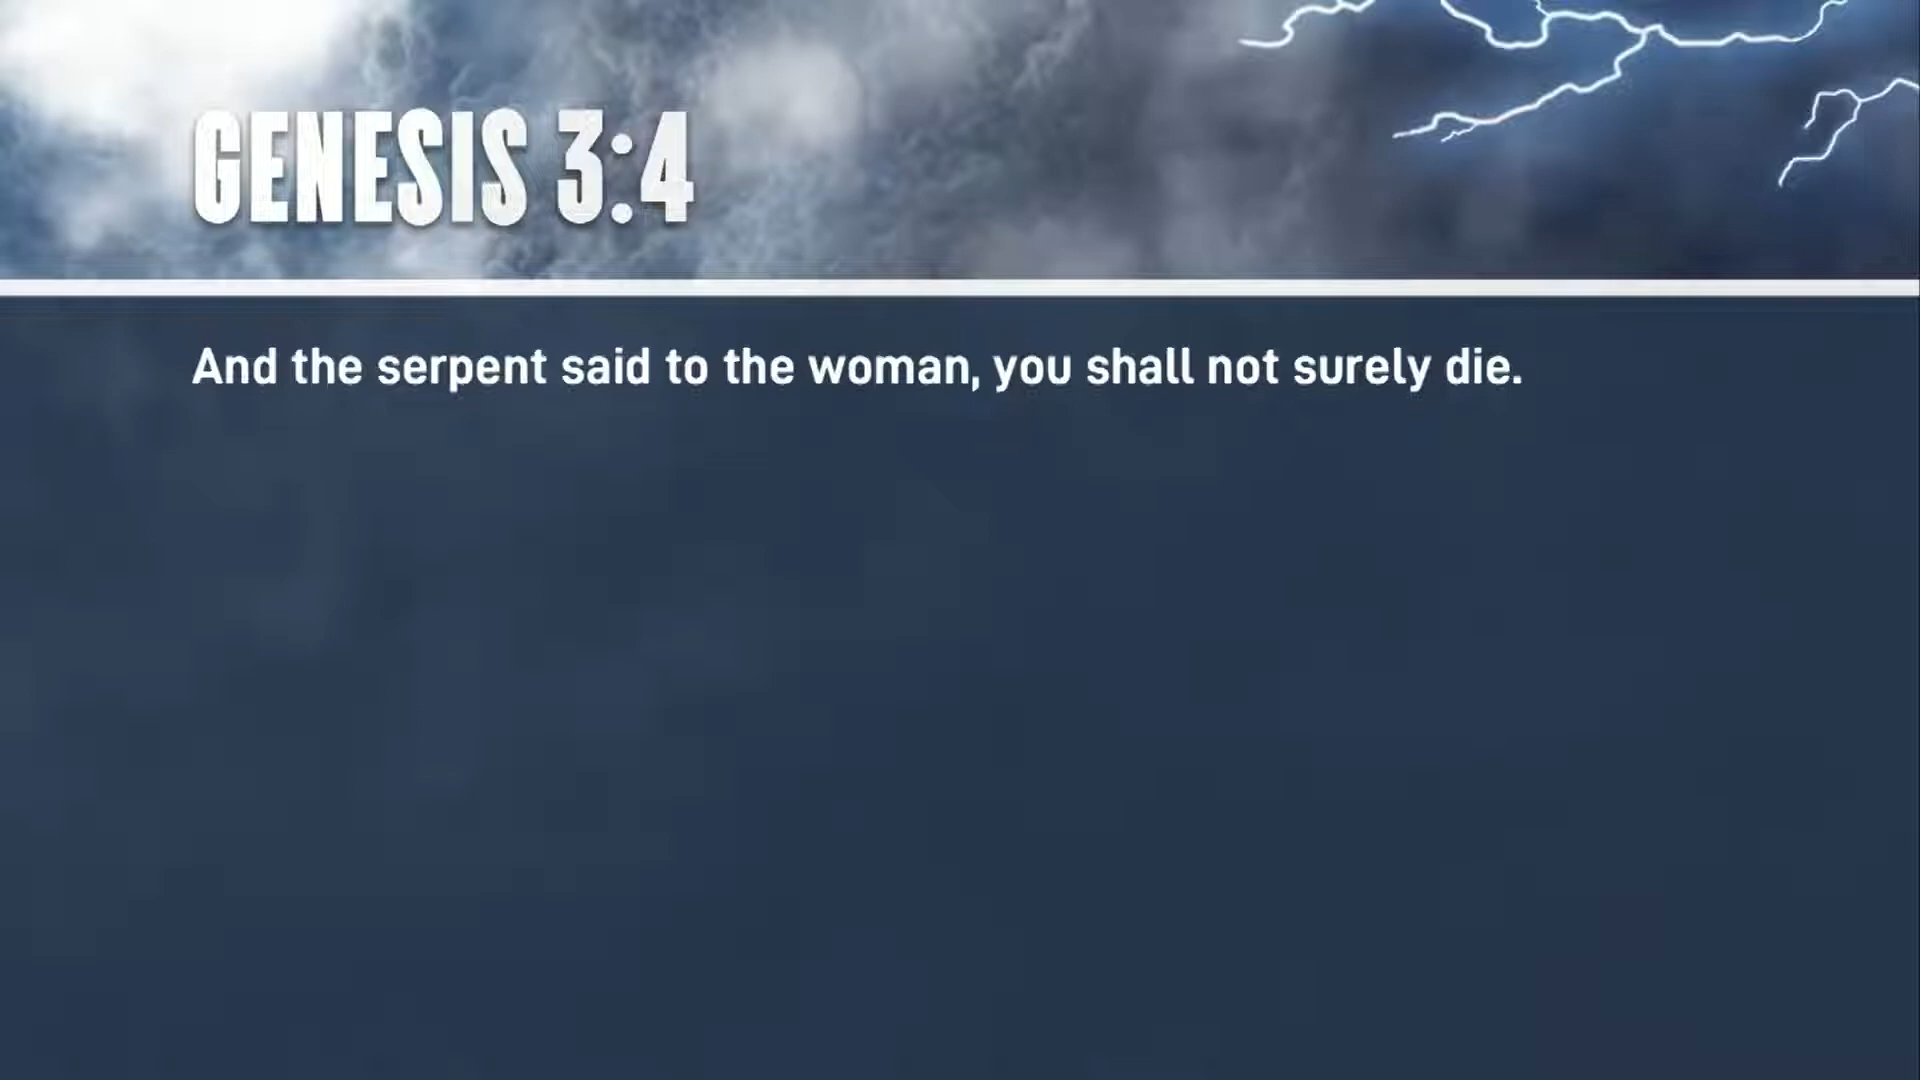 GENESIS 3:4
And the serpent said to the woman, you shall not surely die.